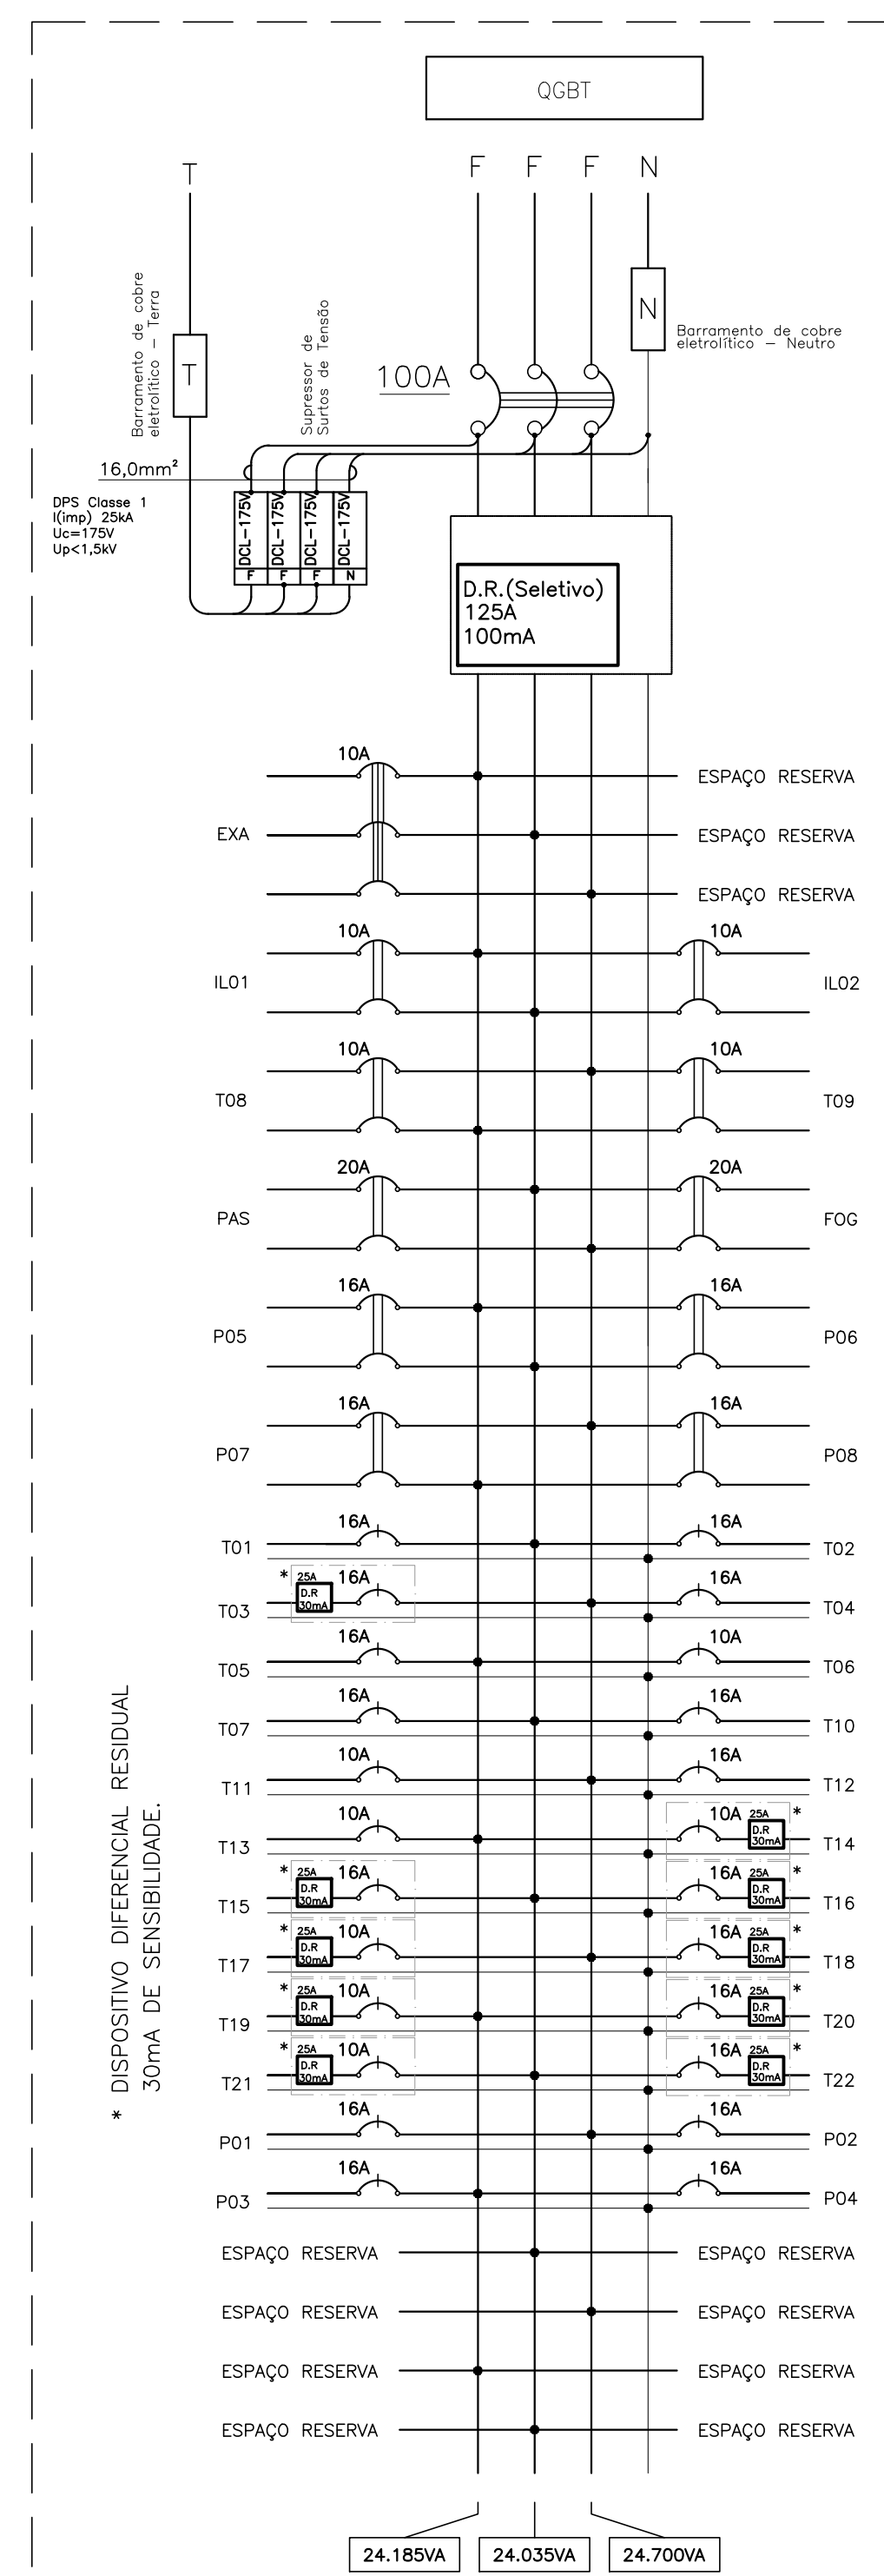 QGBT
T
F F F N
Barramento de cobre
eletrolítico – Terra
T
Supressor de
Surtos de Tensão
100A
N
Barramento de cobre
eletrolítico – Neutro
16,0mm²
DPS Classe 1
I(imp) 25kA
Uc=175V
Up<1,5kV
DCL-175V DCL-175V DCL-175V DCL-175V
F F F N
D.R.(Seletivo)
125A
100mA
10A
ESPAÇO RESERVA
EXA ESPAÇO RESERVA
ESPAÇO RESERVA
10A 10A
IL01 IL02
10A 10A
T08 T09
20A 20A
PAS FOG
16A 16A
P05 P06
16A 16A
P07 P08
16A 16A
T01 T02
* 25A 16A 16A
D.R
30mA
T03 T04
16A 10A
T05 T06
16A 16A
T07 T10
10A 16A
T11 T12
10A 10A 25A *
D.R
30mA
T13 T14
* 25A 16A 16A 25A *
D.R D.R
30mA 30mA
T15 T16
* 25A 10A 16A 25A *
D.R D.R
30mA 30mA
T17 T18
* 25A 10A 16A 25A *
D.R D.R
30mA 30mA
T19 T20
* 25A 10A 16A 25A *
D.R D.R
30mA 30mA
T21 T22
16A 16A
P01 P02
16A 16A
P03 P04
ESPAÇO RESERVA ESPAÇO RESERVA
ESPAÇO RESERVA ESPAÇO RESERVA
ESPAÇO RESERVA ESPAÇO RESERVA
ESPAÇO RESERVA ESPAÇO RESERVA
* DISPOSITIVO DIFERENCIAL RESIDUAL
30mA DE SENSIBILIDADE.
24.185VA 24.035VA 24.700VA